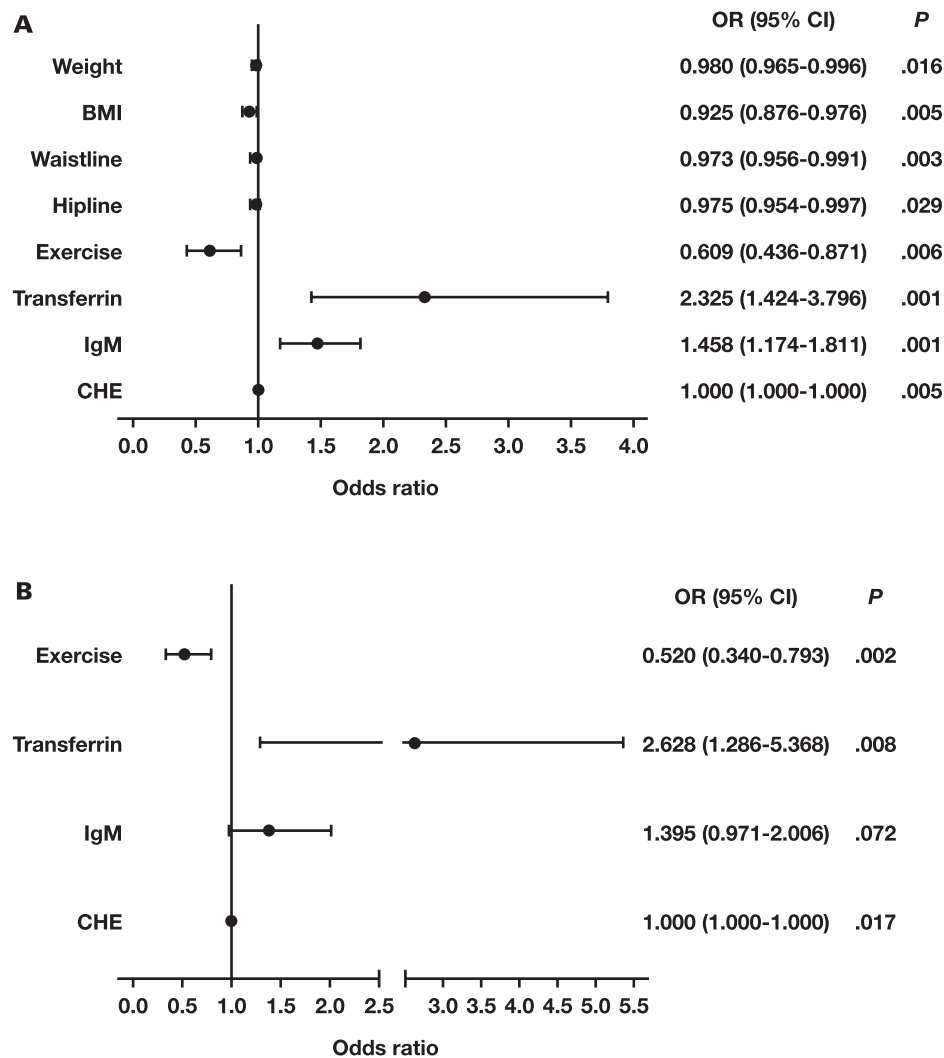 A
OR (95% CI) P
Weight 0.980 (0.965-0.996) .016
BMI 0.925 (0.876-0.976) .005
Waistline 0.973 (0.956-0.991) .003
Hipline 0.975 (0.954-0.997) .029
Exercise 0.609 (0.436-0.871) .006
Transferrin 2.325 (1.424-3.796) .001
IgM 1.458 (1.174-1.811) .001
CHE 1.000 (1.000-1.000) .005
0.0 0.5 1.0 1.5 2.0 2.5 3.0 3.5 4.0
Odds ratio
B
OR (95% CI) P
Exercise 0.520 (0.340-0.793) .002
Transferrin 2.628 (1.286-5.368) .008
IgM 1.395 (0.971-2.006) .072
CHE 1.000 (1.000-1.000) .017
0.0 0.5 1.0 1.5 2.0 2.5 3.0 3.5 4.0 4.5 5.0 5.5
Odds ratio